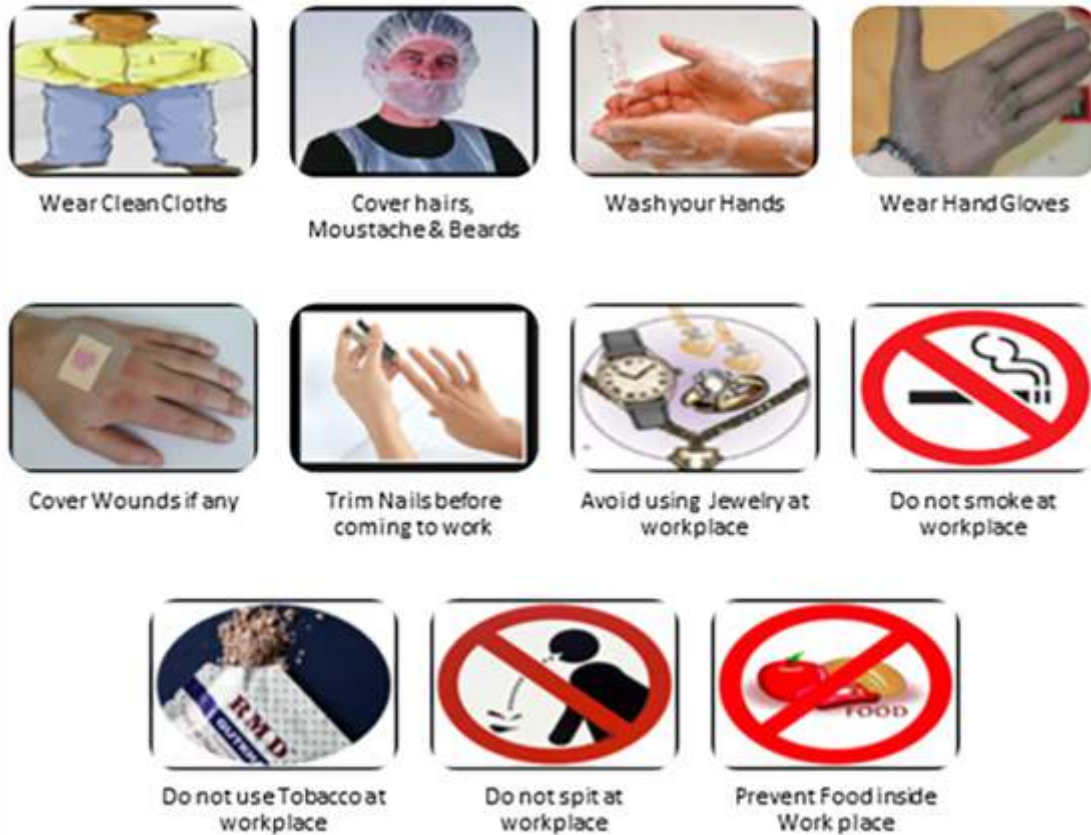 Wear Clean Cloths
Cover hairs,
Moustache & Beards
Wash your Hands
Wear Hand Gloves
Cover Wounds if any
Trim Nails before
coming to work
Avoid using Jewelry at
workplace
Do not smoke at
workplace
RMD
FOOD
Do not use Tobacco at
workplace
Do not spit at
workplace
Prevent Food inside
Work place